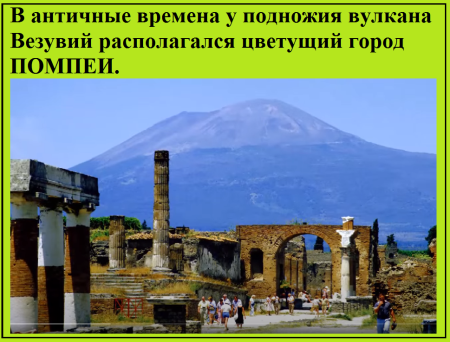 В античные времена у подножия вулкана
Везувий располагался цветущий город
ПОМПЕИ.